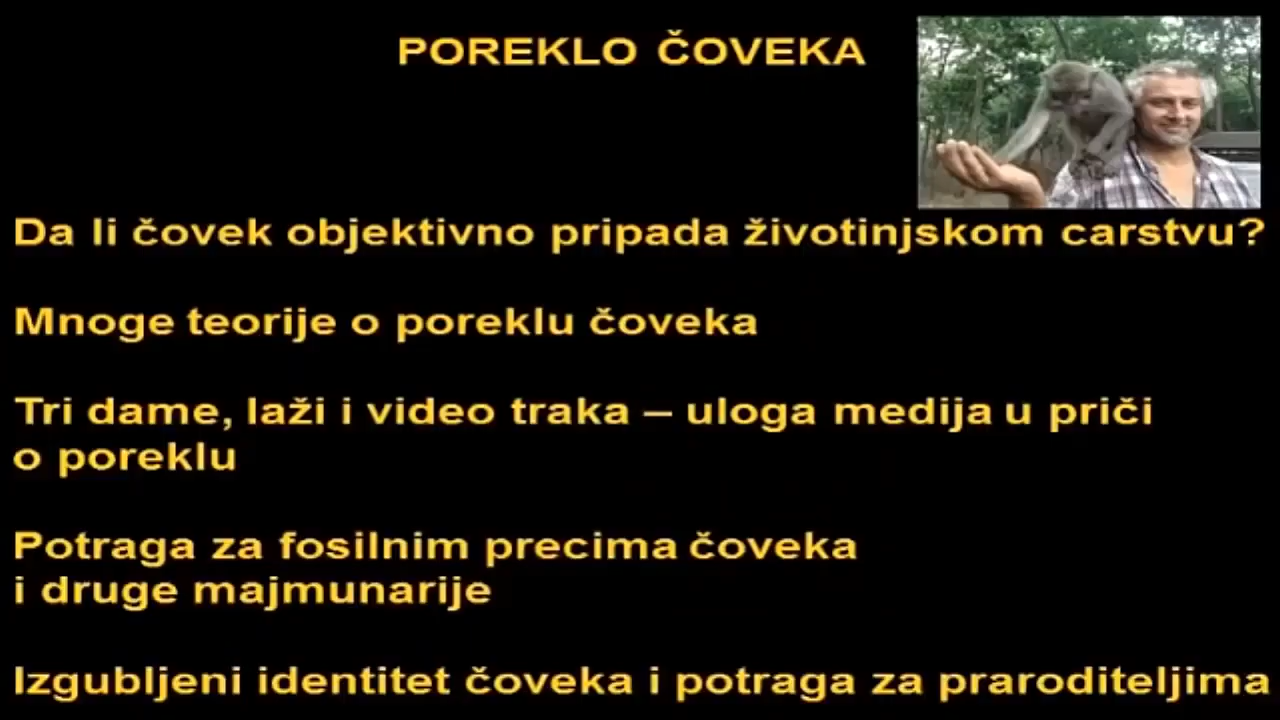 POREKLO ČOVEKA
Da li čovek objektivno pripada životinjskom carstvu?
Mnoge teorije o poreklu čoveka
Tri dame, laži i video traka – uloga medija u priči
o poreklu
Potraga za fosilnim precima čoveka
i druge majmunarije
Izgubljeni identitet čoveka i potraga za praroditeljima